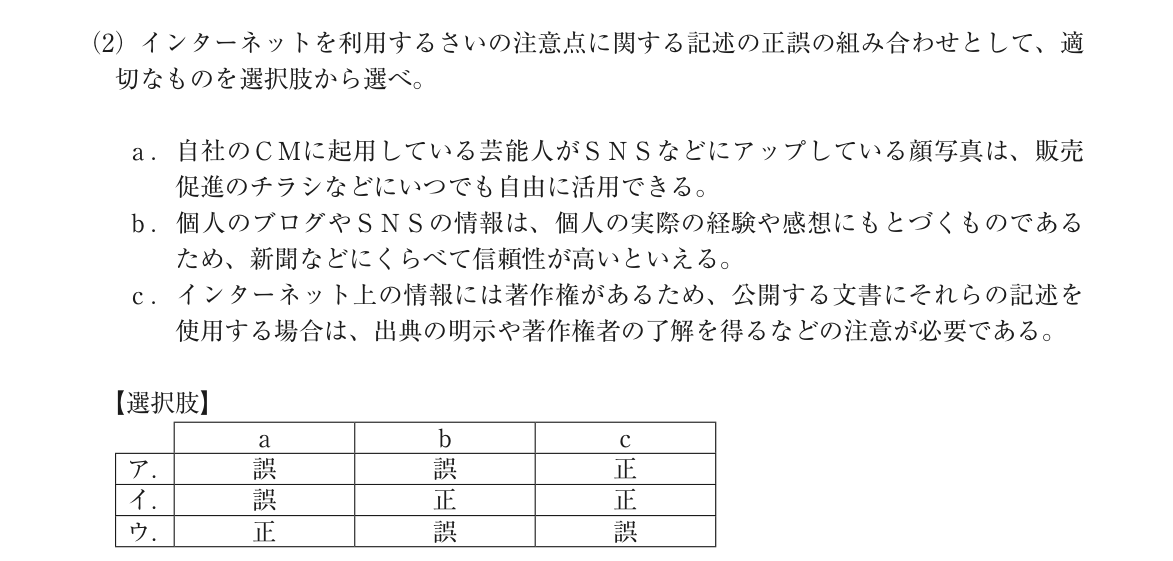 (2) インターネットを利用するさいの注意点に関する記述の正誤の組み合わせとして、適
切なものを選択肢から選べ。
a．自社のＣＭに起用している芸能人がＳＮＳなどにアップしている顔写真は、販売
促進のチラシなどにいつでも自由に活用できる。
b．個人のブログやＳＮＳの情報は、個人の実際の経験や感想にもとづくものである
ため、新聞などにくらべて信頼性が高いといえる。
c．インターネット上の情報には著作権があるため、公開する文書にそれらの記述を
使用する場合は、出典の明示や著作権者の了解を得るなどの注意が必要である。
【選択肢】
a b c
ア． 誤 誤 正
イ． 誤 正 正
ウ． 正 誤 誤